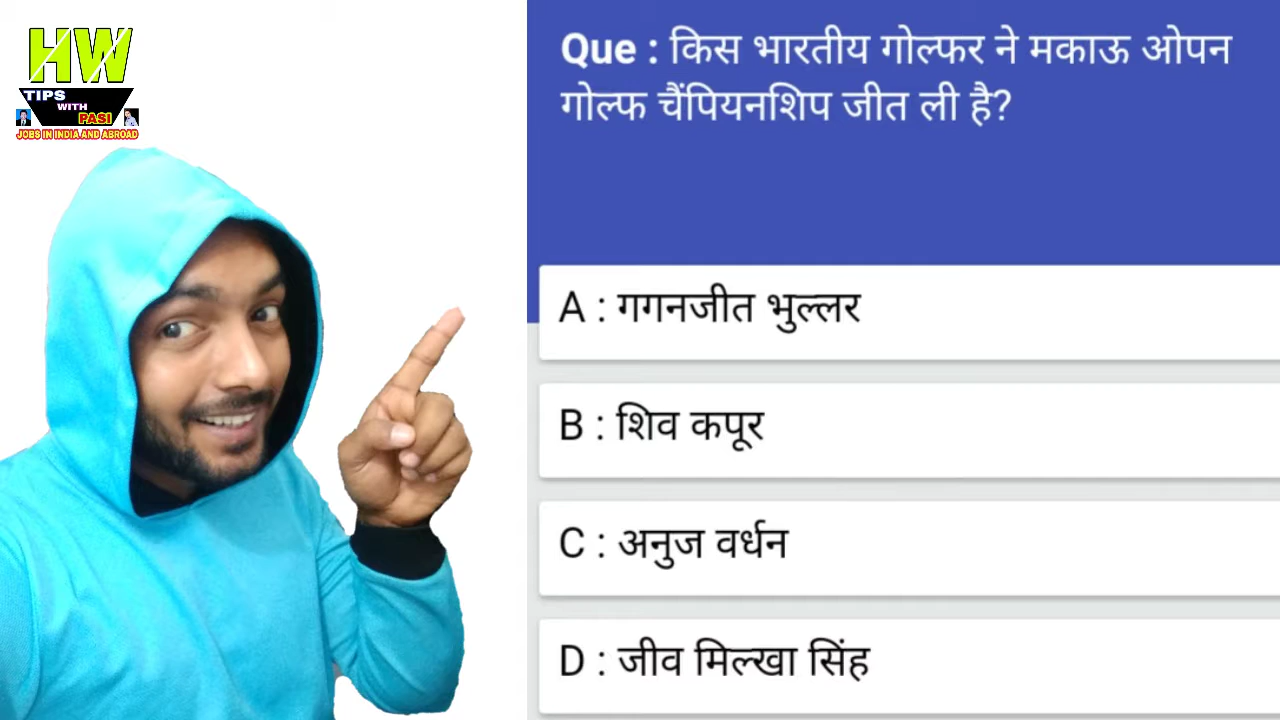 HW
TIPS
WITH
PASI
JOBS IN INDIA AND ABROAD
Que : किस भारतीय गोल्फर ने मकाऊ ओपन
गोल्फ चैंपियनशिप जीत ली है?
A : गगनजीत भुल्लर
B : शिव कपूर
C : अनुज वर्धन
D : जीव मिल्खा सिंह